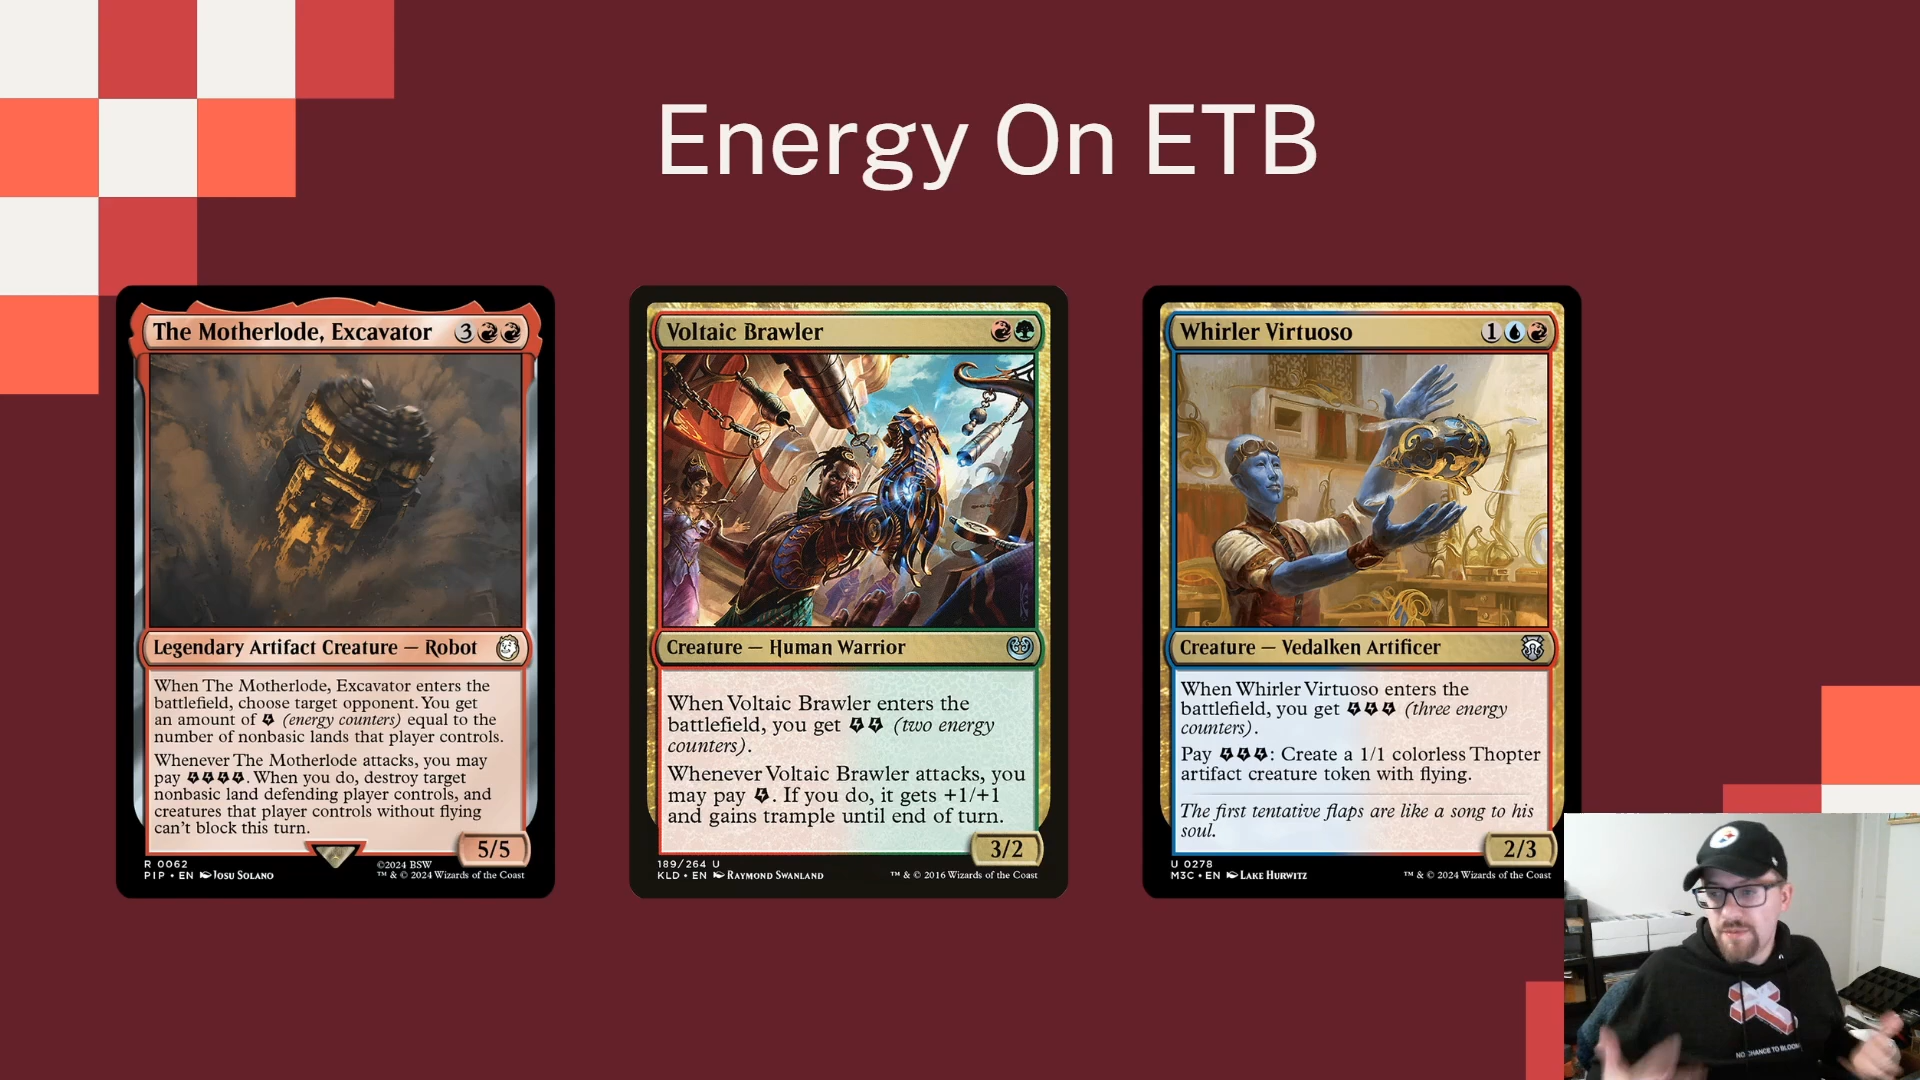 Energy On ETB
The Motherlode, Excavator 3
Legendary Artifact Creature — Robot
When The Motherlode, Excavator enters the
battlefield, choose target opponent. You get
an amount of (energy counters) equal to the
number of nonbasic lands that player controls.
Whenever The Motherlode attacks, you may
pay . When you do, destroy target
nonbasic land defending player controls, and
creatures that player controls without flying
can't block this turn.
5/5
R 0062
PIP • EN Josu Solano
©2024 BSW
™ & © 2024 Wizards of the Coast
Voltaic Brawler
Creature — Human Warrior
When Voltaic Brawler enters the
battlefield, you get (two energy
counters).
Whenever Voltaic Brawler attacks, you
may pay . If you do, it gets +1/+1
and gains trample until end of turn.
3/2
189/264 U
KLD • EN Raymond Swanland
™ & © 2016 Wizards of the Coast
Whirler Virtuoso 1
Creature — Vedalken Artificer
When Whirler Virtuoso enters the
battlefield, you get (three energy
counters).
Pay : Create a 1/1 colorless Thopter
artifact creature token with flying.
The first tentative flaps are like a song to his
soul.
2/3
U 0278
M3C • EN Lake Hurwitz
™ & © 2024 Wizards of the Coast
NO CHANCE TO BLOOM